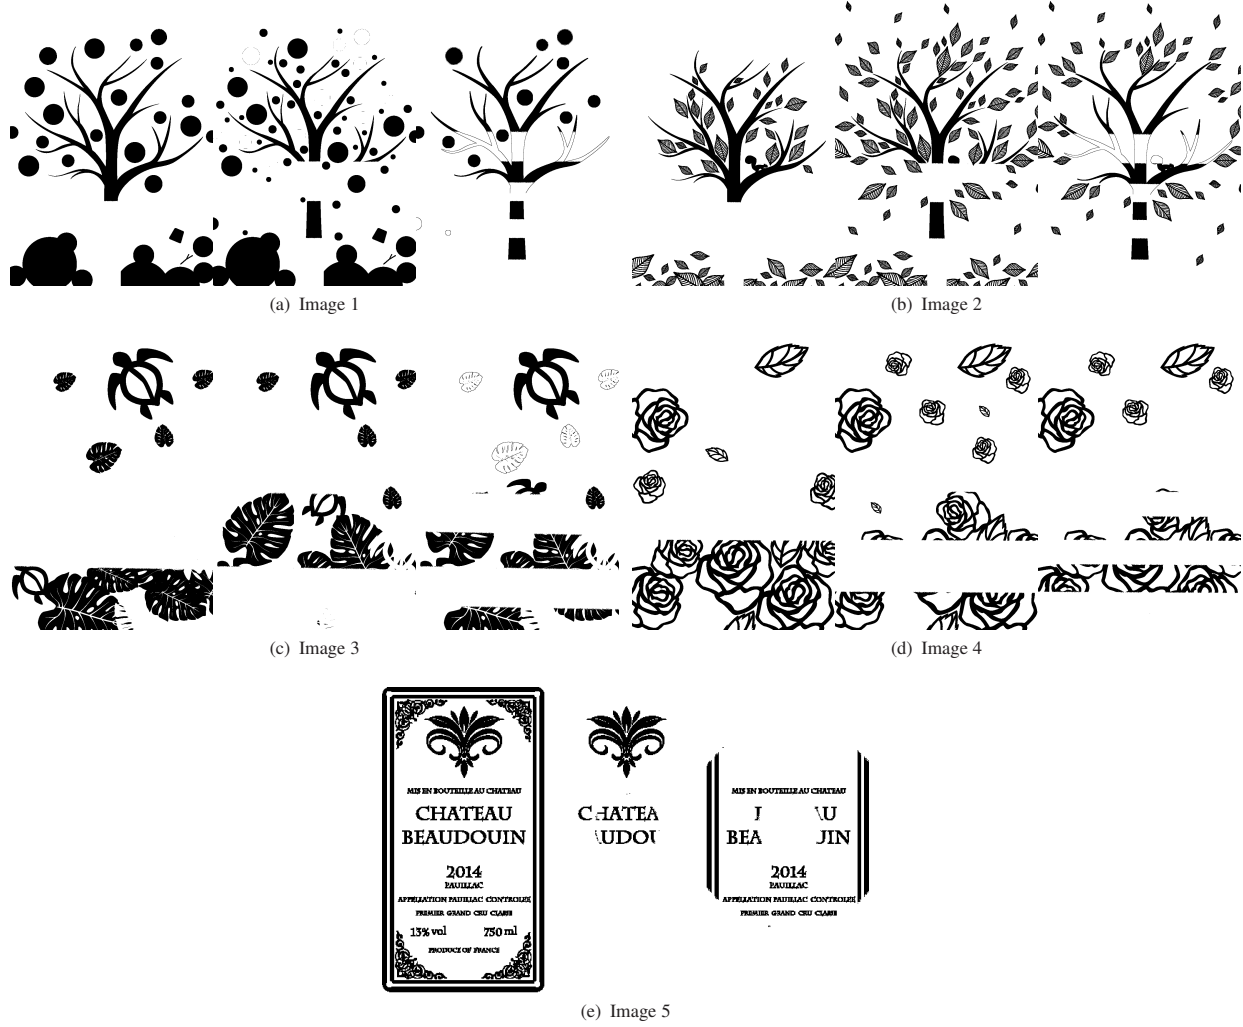 (a) Image 1
(b) Image 2
(c) Image 3
(d) Image 4
MIS EN BOUTEILLE AU CHATEAU
CHATEAU
BEAUDOUIN
2014
PAUILLAC
APPELLATION PAUILLAC CONTROLEE
PREMIER GRAND CRU CLASSE
13% vol 750 ml
PRODUCE OF FRANCE
CHATEA
UDOU
MIS EN BOUTEILLE AU CHATEAU
U
BEA JIN
2014
PAUILLAC
APPELLATION PAUILLAC CONTROLEE
PREMIER GRAND CRU CLASSE
(e) Image 5